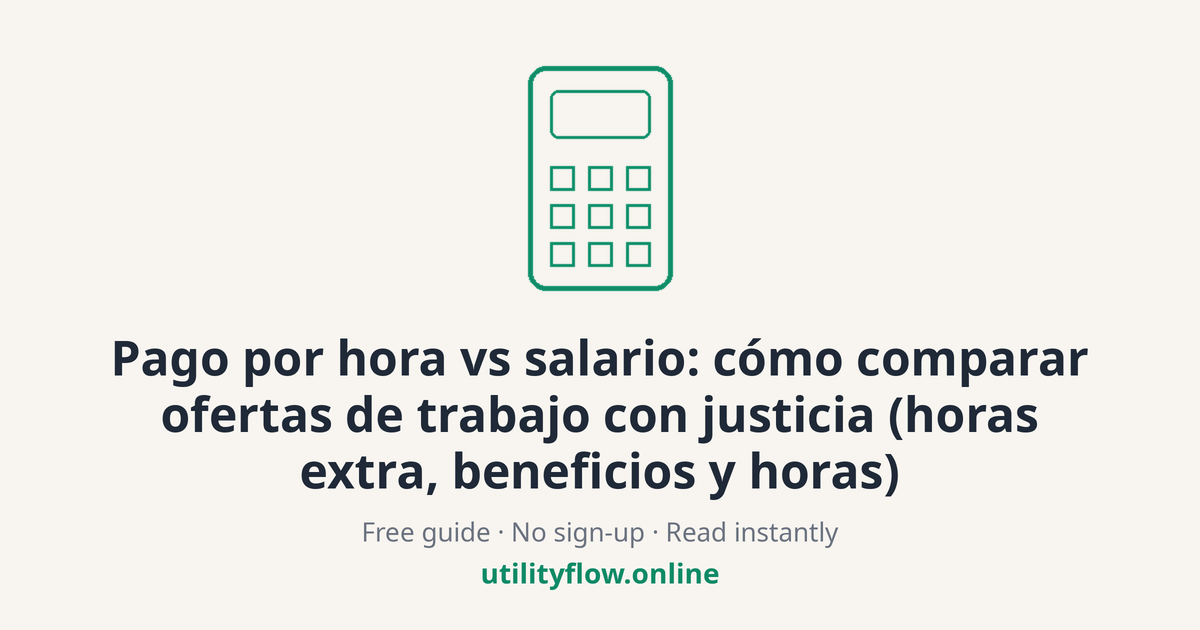 Pago por hora vs salario: cómo comparar
ofertas de trabajo con justicia (horas
extra, beneficios y horas)
Free guide · No sign-up · Read instantly
utilityflow.online